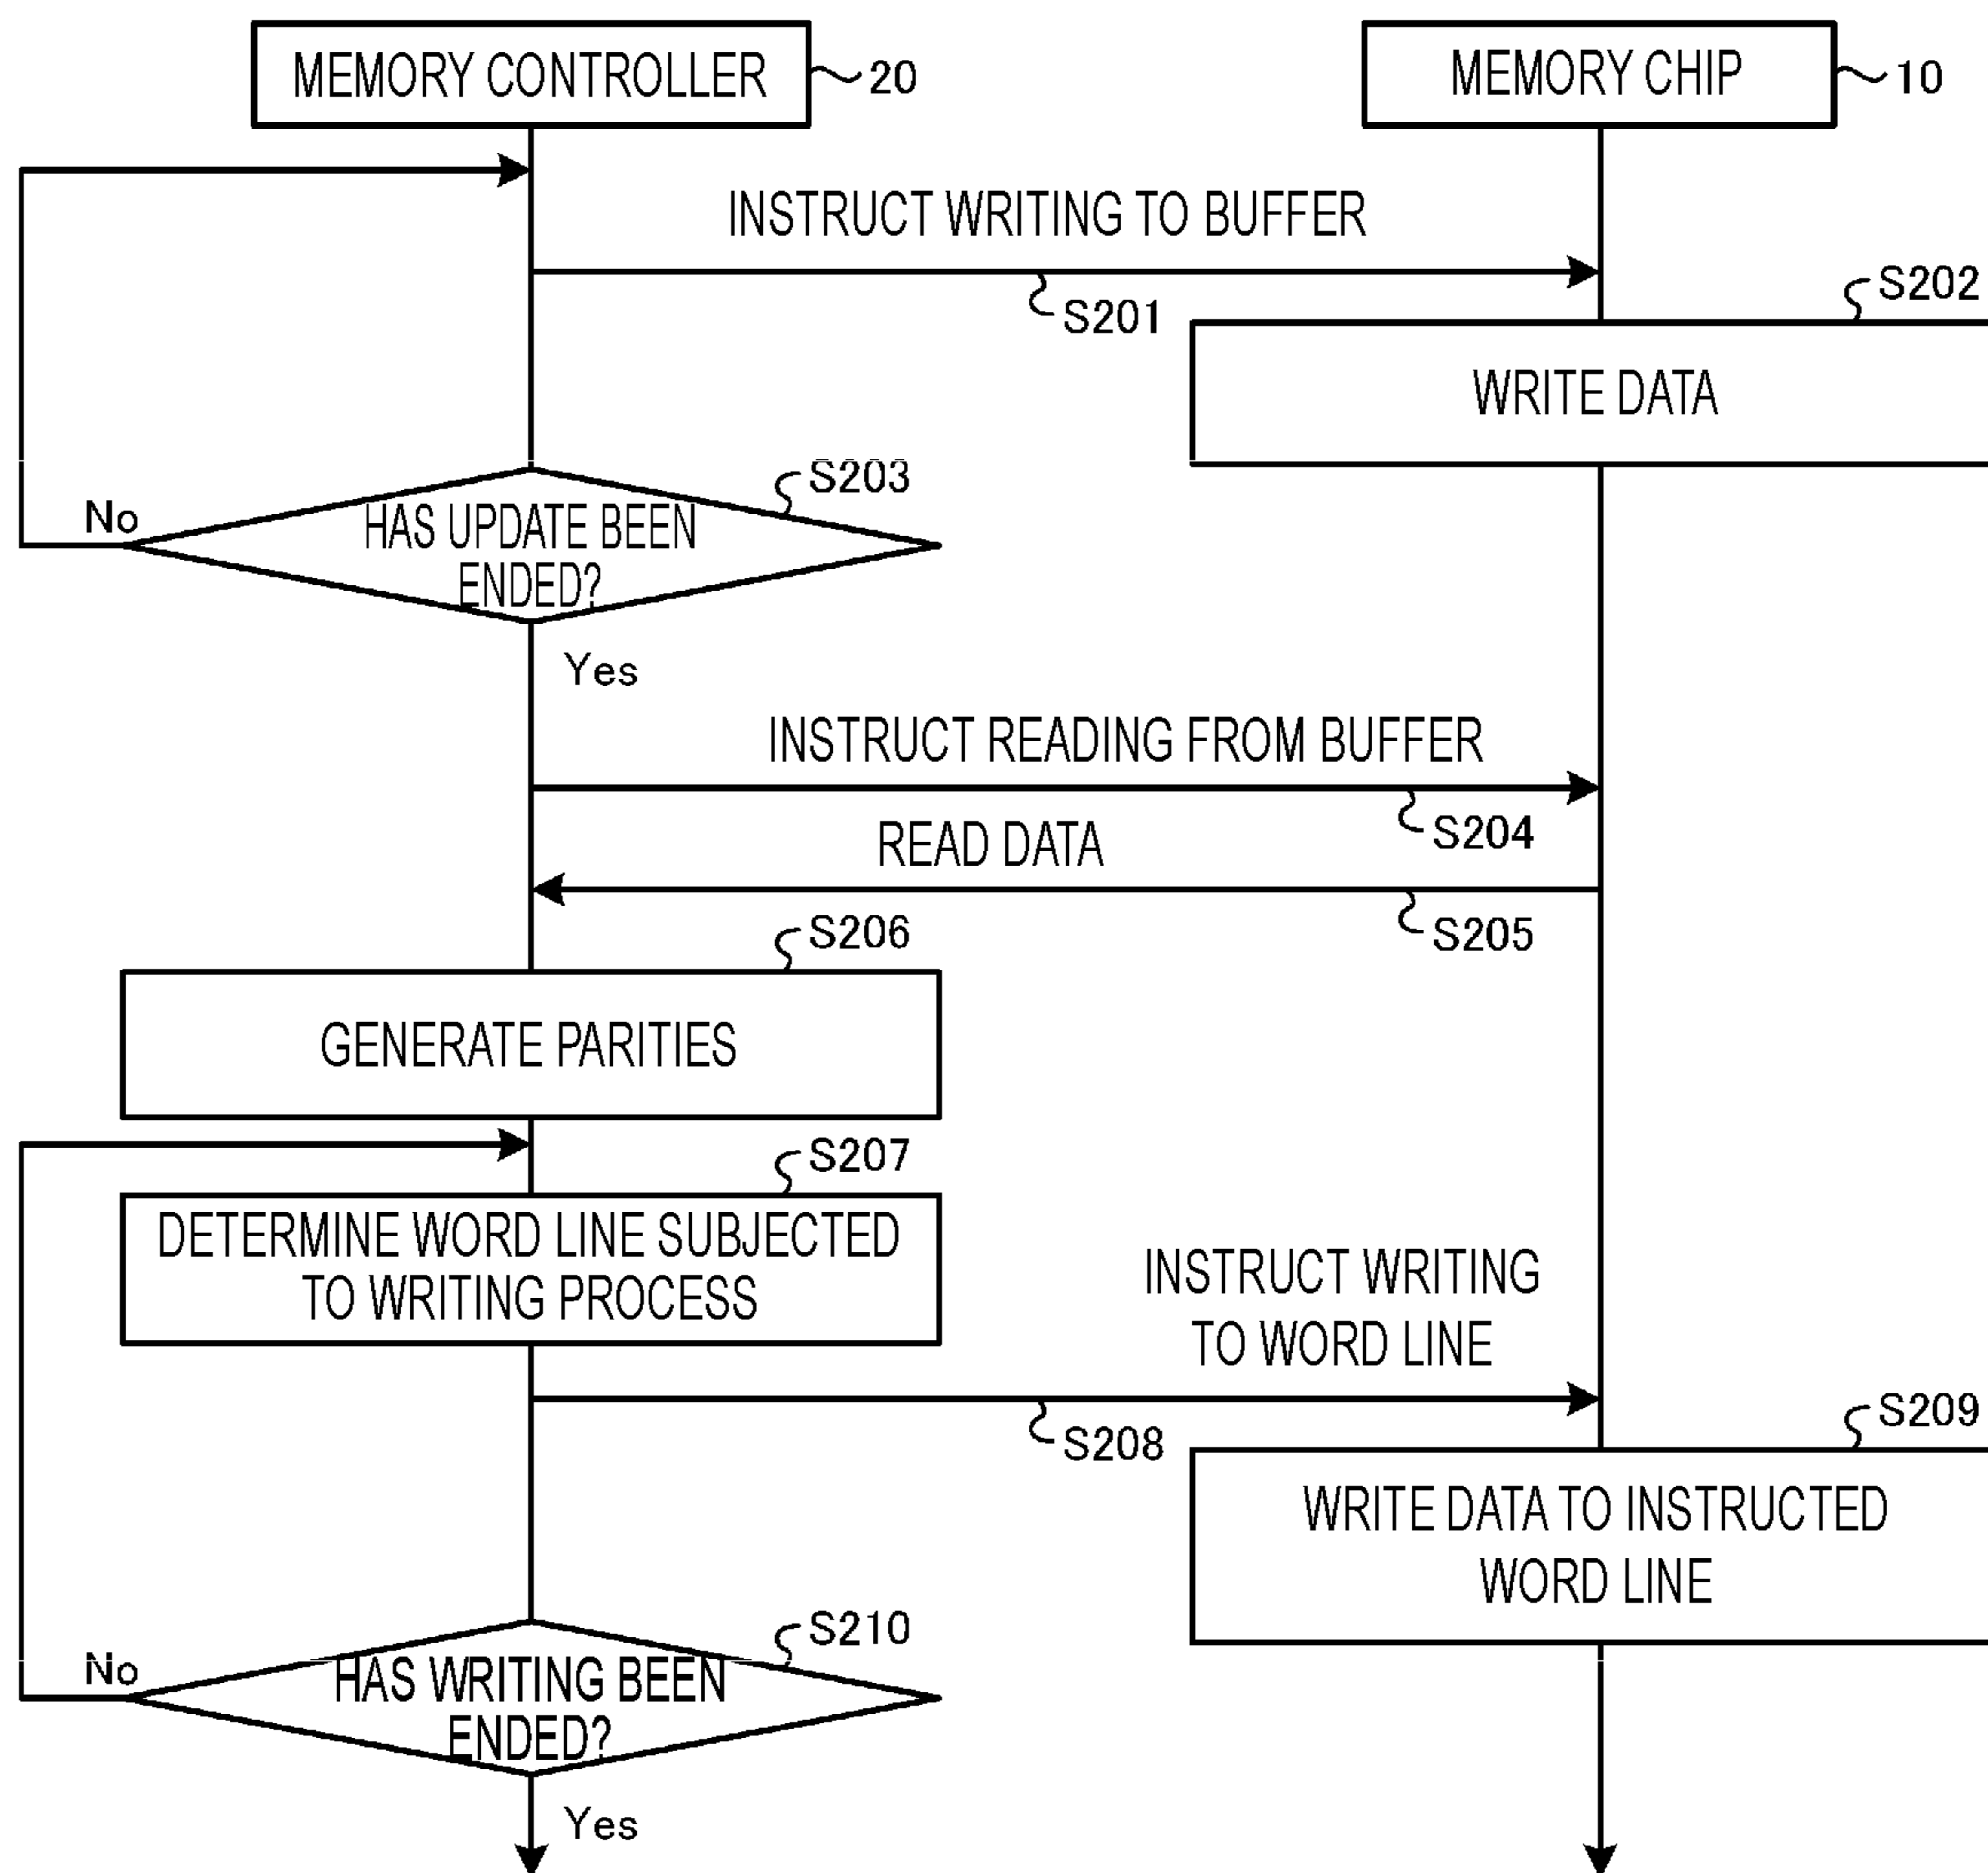 MEMORY CONTROLLER
20
MEMORY CHIP
10
INSTRUCT WRITING TO BUFFER
S201
S202
WRITE DATA
S203
No
HAS UPDATE BEEN
ENDED?
Yes
INSTRUCT READING FROM BUFFER
S204
READ DATA
S205
S206
GENERATE PARITIES
S207
DETERMINE WORD LINE SUBJECTED
TO WRITING PROCESS
INSTRUCT WRITING
TO WORD LINE
S208
S209
WRITE DATA TO INSTRUCTED
WORD LINE
S210
No
HAS WRITING BEEN
ENDED?
Yes